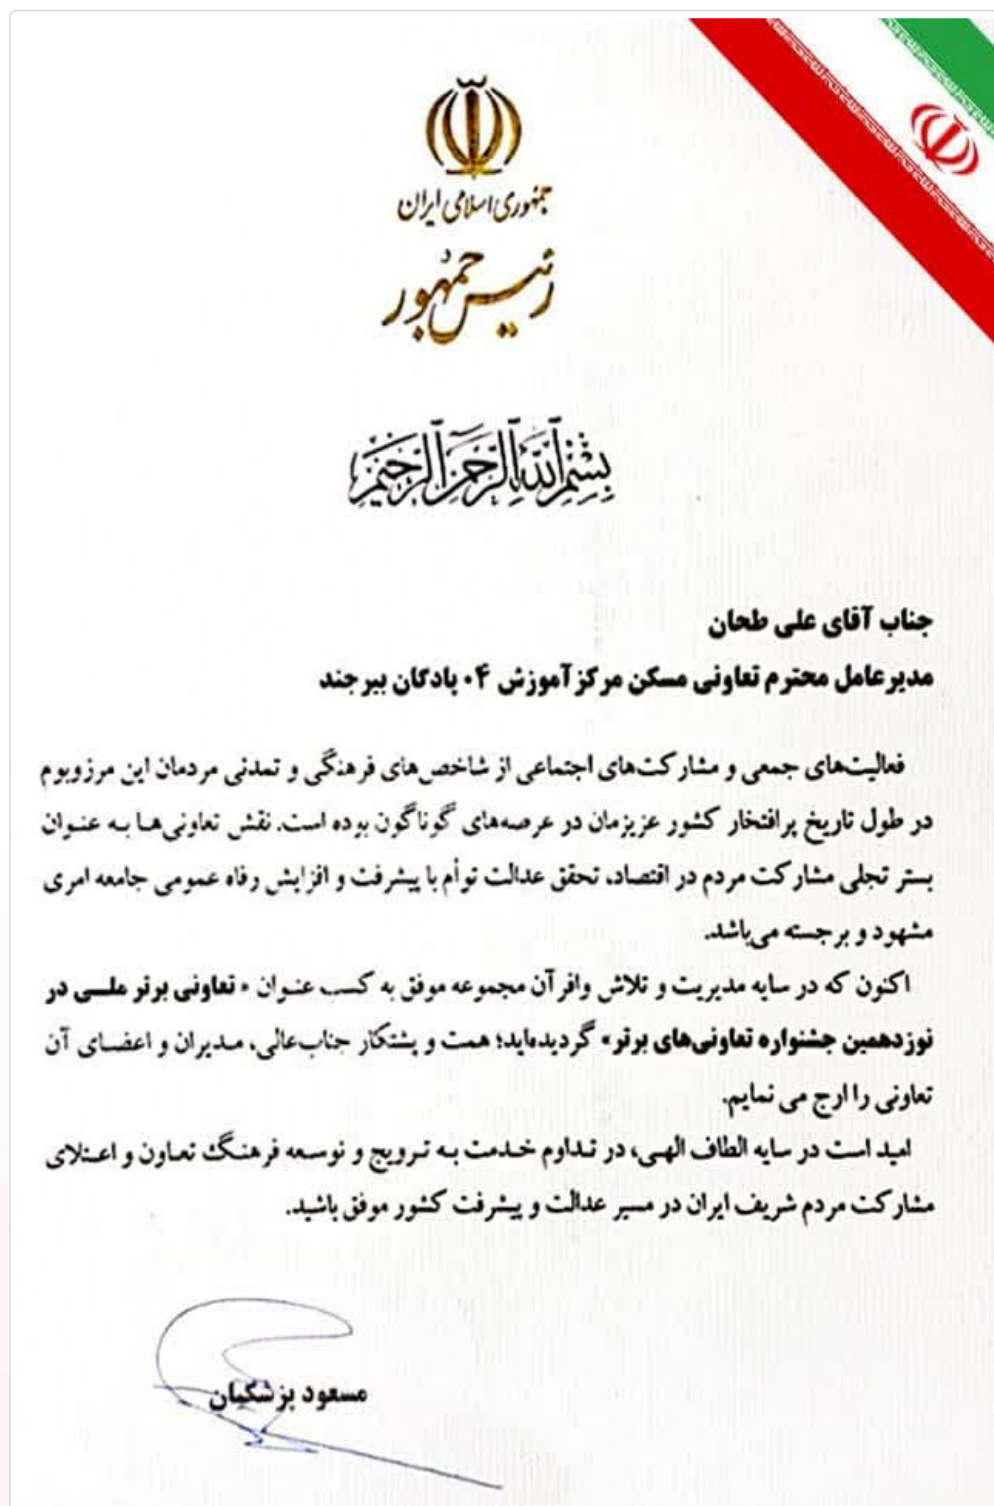 جمهوری اسلامی ایران
رئیس جمهور
بسم الله الرحمن الرحیم
جناب آقای علی طحان
مدیرعامل محترم تعاونی مسکن مرکز آموزش ۰۴ پادگان بیرجند
فعالیت‌های جمعی و مشارکت‌های اجتماعی از شاخص‌های فرهنگی و تمدنی مردمان این مرزوبوم
در طول تاریخ پرافتخار کشور عزیزمان در عرصه‌های گوناگون بوده است. نقش تعاونی‌ها به عنوان
بستر تجلی مشارکت مردم در اقتصاد، تحقق عدالت توأم با پیشرفت و افزایش رفاه عمومی جامعه امری
مشهود و برجسته می‌باشد.
اکنون که در سایه مدیریت و تلاش وافر آن مجموعه موفق به کسب عنوان «تعاونی برتر ملی در
نوزدهمین جشنواره تعاونی‌های برتر» گردیده‌اید؛ همت و پشتکار جناب‌عالی، مدیران و اعضای آن
تعاونی را ارج می نمایم.
امید است در سایه الطاف الهی، در تداوم خدمت به ترویج و توسعه فرهنگ تعاون و اعتلای
مشارکت مردم شریف ایران در مسیر عدالت و پیشرفت کشور موفق باشید.
مسعود پزشکیان